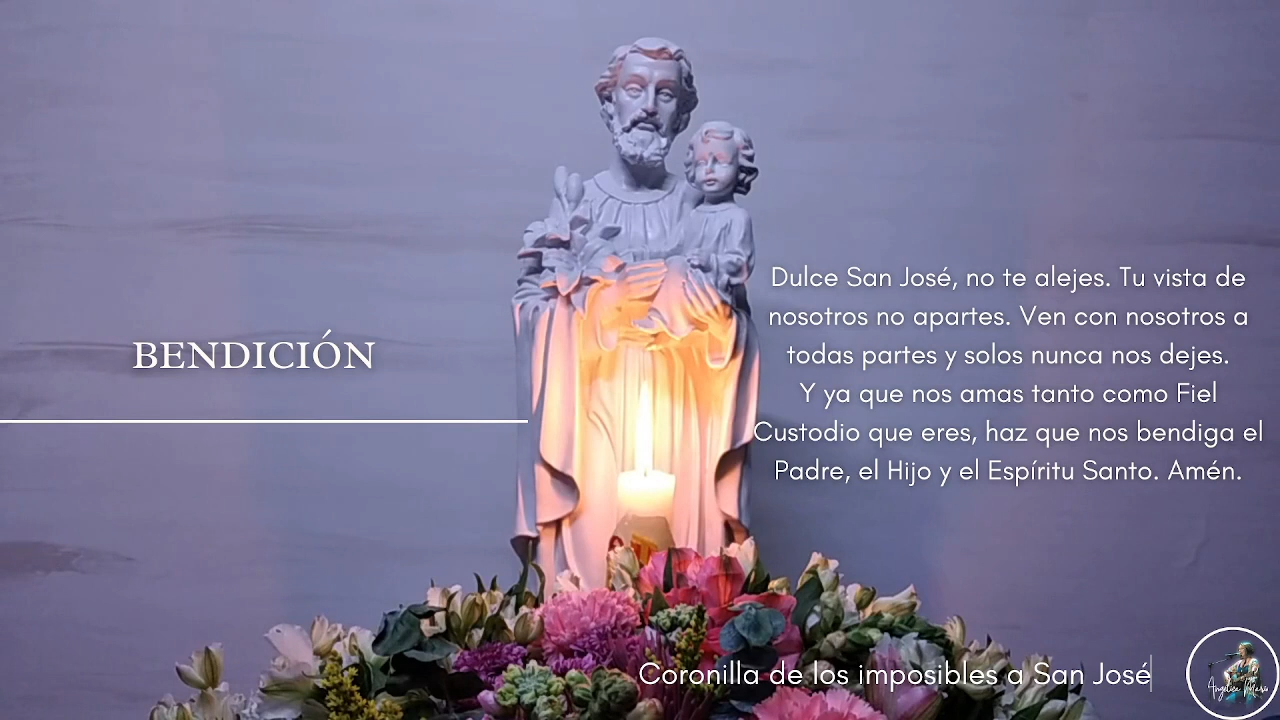 BENDICIÓN
Dulce San José, no te alejes. Tu vista de
nosotros no apartes. Ven con nosotros a
todas partes y solos nunca nos dejes.
Y ya que nos amas tanto como Fiel
Custodio que eres, haz que nos bendiga el
Padre, el Hijo y el Espíritu Santo. Amén.
Coronilla de los imposibles a San José
Angelica María